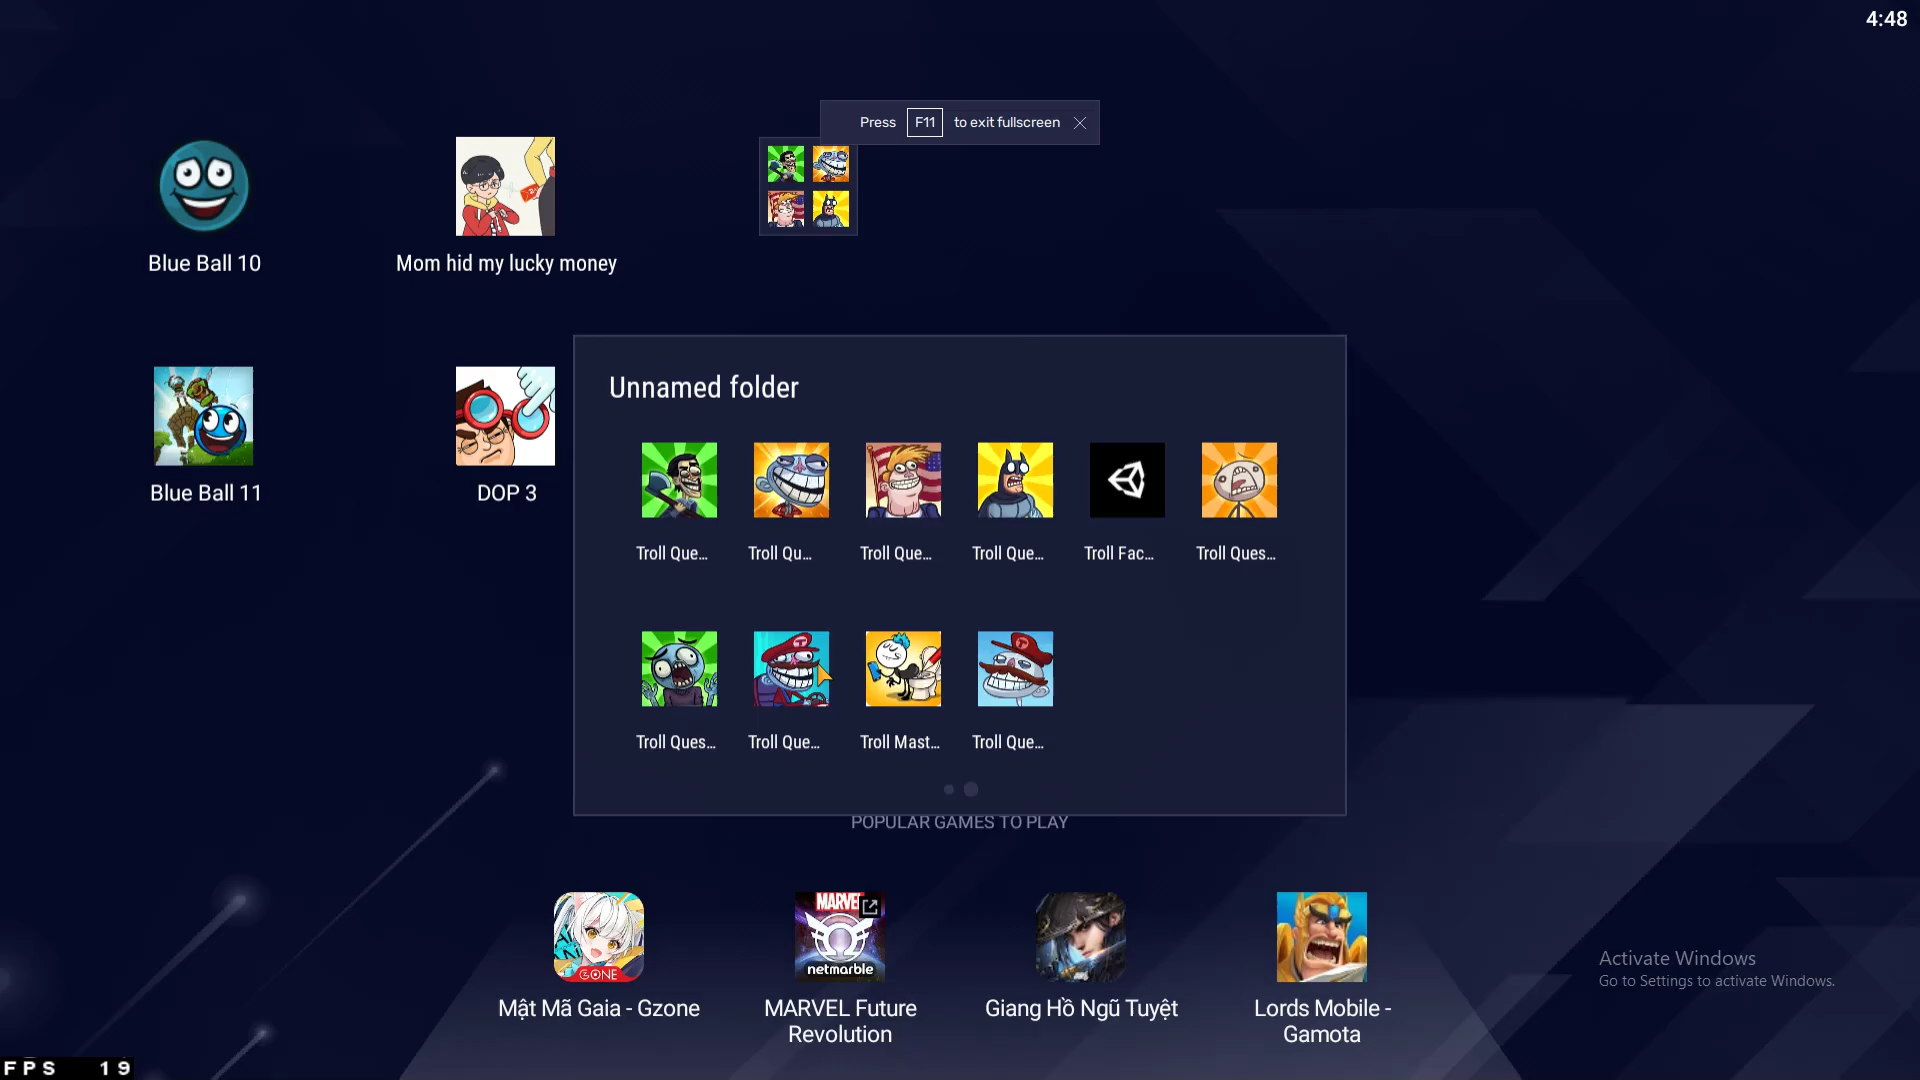 4:48
Press F11 to exit fullscreen
Blue Ball 10
Mom hid my lucky money
Blue Ball 11
DOP 3
Unnamed folder
Troll Que...
Troll Qu...
Troll Que...
Troll Que...
Troll Fac...
Troll Ques...
Troll Ques...
Troll Que...
Troll Mast...
Troll Que...
POPULAR GAMES TO PLAY
GZONE
MARVEL
netmarble
Mật Mã Gaia - Gzone
MARVEL Future
Revolution
Giang Hồ Ngũ Tuyệt
Lords Mobile -
Gamota
Activate Windows
Go to Settings to activate Windows.
FPS 19